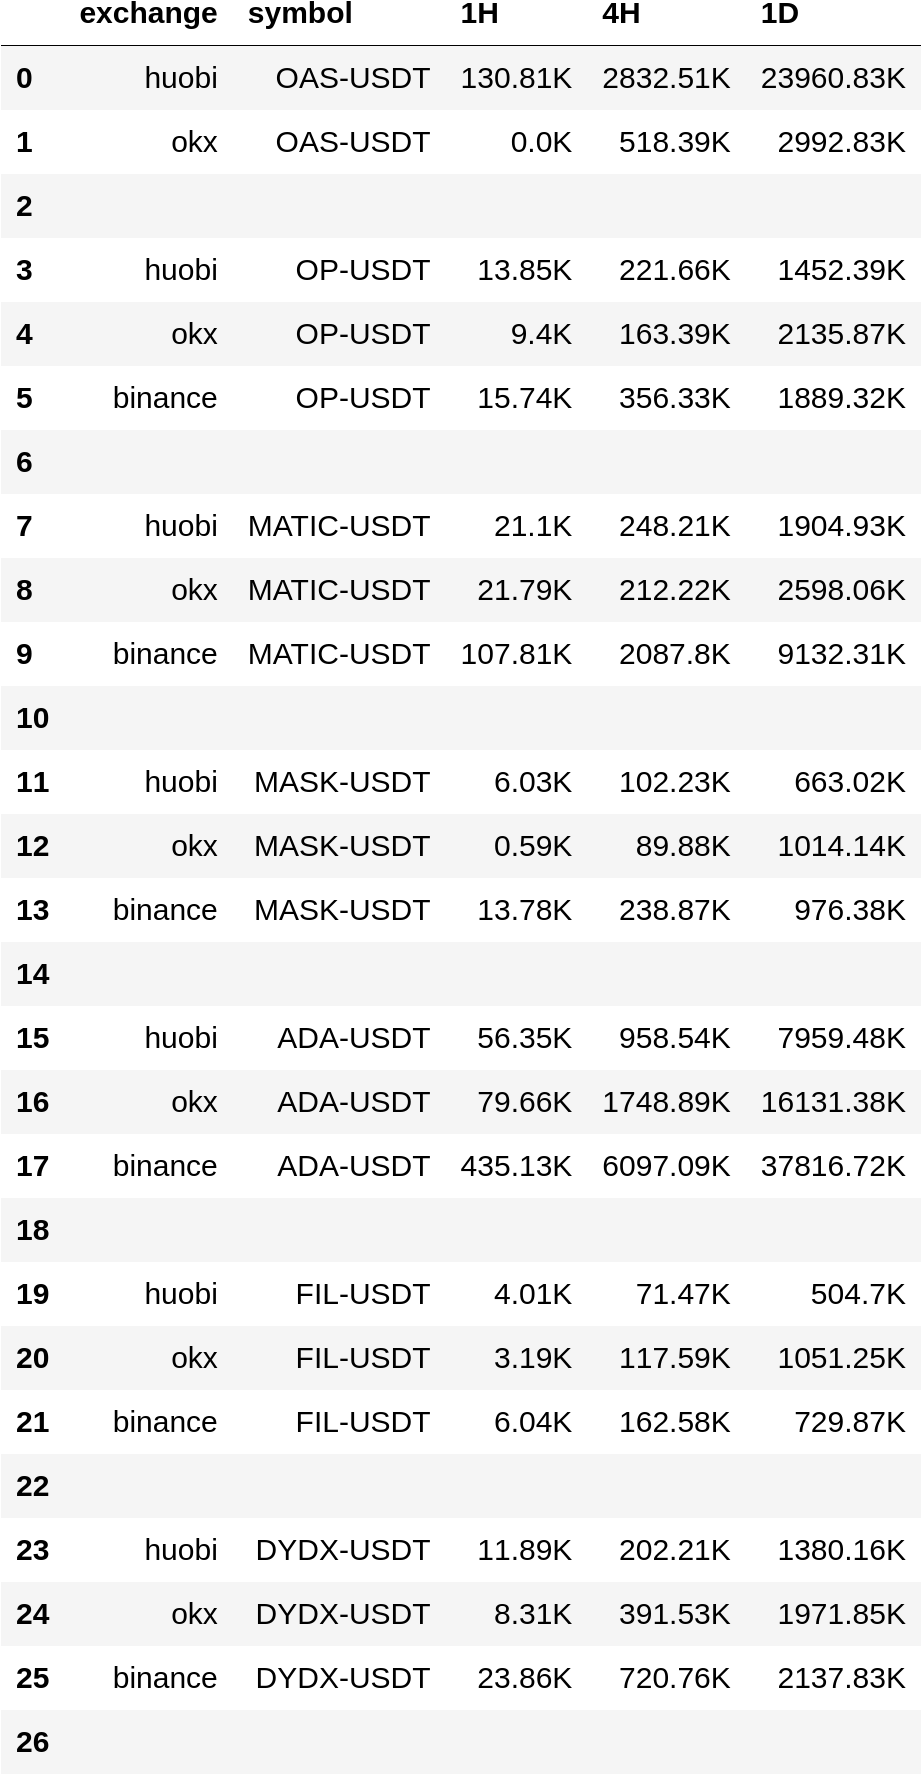 exchange symbol 1H 4H 1D
0 huobi OAS-USDT 130.81K 2832.51K 23960.83K
1 okx OAS-USDT 0.0K 518.39K 2992.83K
2
3 huobi OP-USDT 13.85K 221.66K 1452.39K
4 okx OP-USDT 9.4K 163.39K 2135.87K
5 binance OP-USDT 15.74K 356.33K 1889.32K
6
7 huobi MATIC-USDT 21.1K 248.21K 1904.93K
8 okx MATIC-USDT 21.79K 212.22K 2598.06K
9 binance MATIC-USDT 107.81K 2087.8K 9132.31K
10
11 huobi MASK-USDT 6.03K 102.23K 663.02K
12 okx MASK-USDT 0.59K 89.88K 1014.14K
13 binance MASK-USDT 13.78K 238.87K 976.38K
14
15 huobi ADA-USDT 56.35K 958.54K 7959.48K
16 okx ADA-USDT 79.66K 1748.89K 16131.38K
17 binance ADA-USDT 435.13K 6097.09K 37816.72K
18
19 huobi FIL-USDT 4.01K 71.47K 504.7K
20 okx FIL-USDT 3.19K 117.59K 1051.25K
21 binance FIL-USDT 6.04K 162.58K 729.87K
22
23 huobi DYDX-USDT 11.89K 202.21K 1380.16K
24 okx DYDX-USDT 8.31K 391.53K 1971.85K
25 binance DYDX-USDT 23.86K 720.76K 2137.83K
26